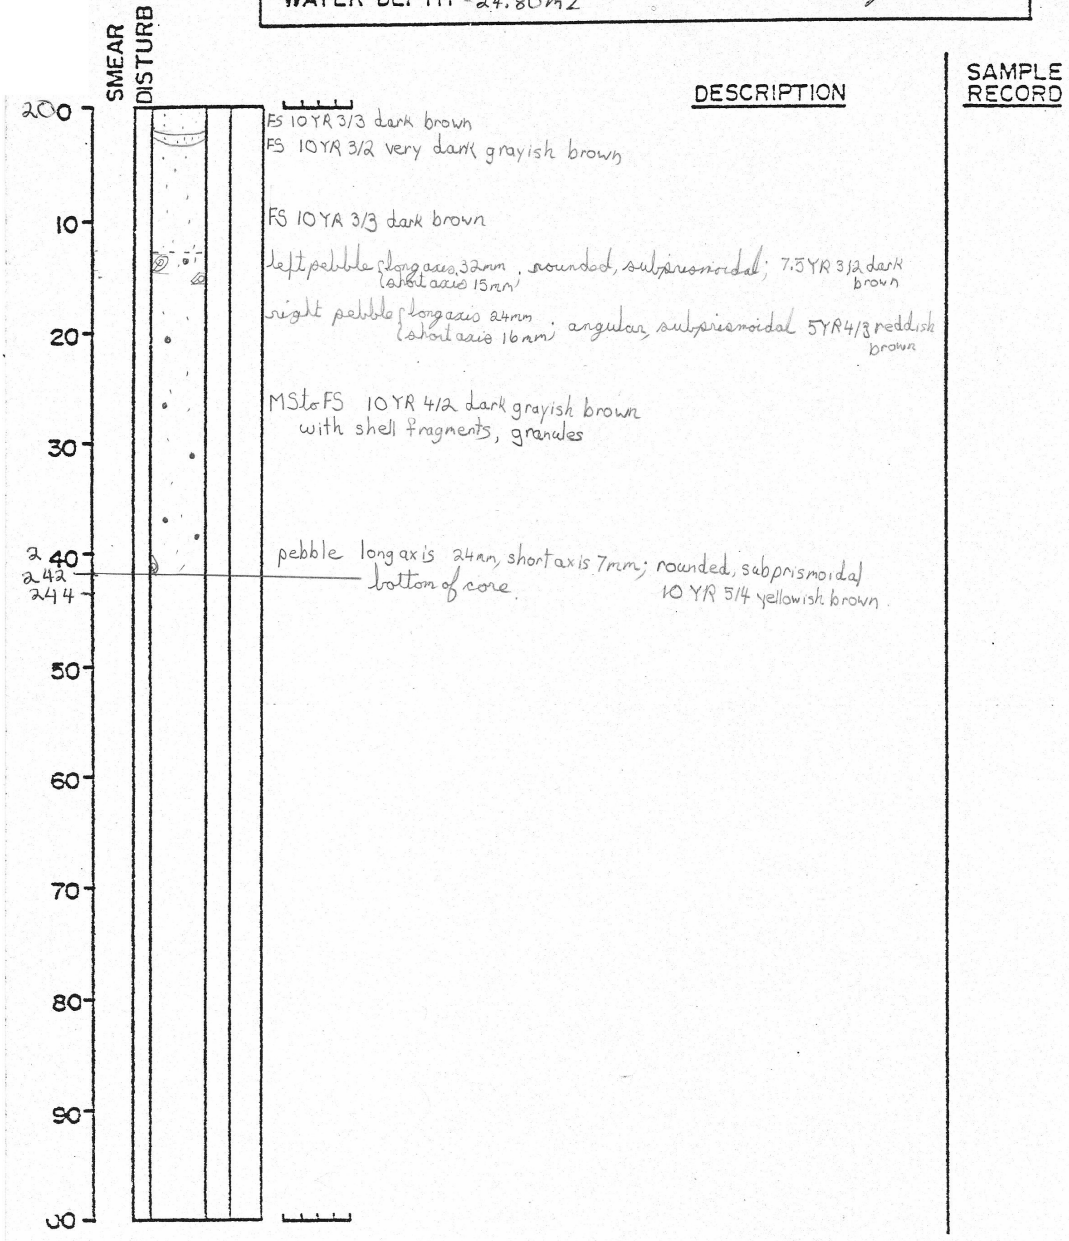 WATER DEPTH -24.80m
SMEAR
DISTURB
DESCRIPTION
SAMPLE
RECORD
200
FS 10YR 3/3 dark brown
FS 10YR 3/2 very dark grayish brown
10
FS 10YR 3/3 dark brown
left pebble {long axis 32mm, rounded, subprismoidal; 7.5YR 3/2 dark
(short axis 15mm) brown
right pebble {long axis 24mm, angular, subprismoidal 5YR4/3 reddish
20
{short axis 16mm) brown
MS to FS 10YR 4/2 dark grayish brown
with shell fragments, granules
30
240
pebble long axis 24mm, short axis 7mm; rounded, subprismoidal
242
bottom of core.
10 YR 5/4 yellowish brown.
244
50
60
70
80
90
00